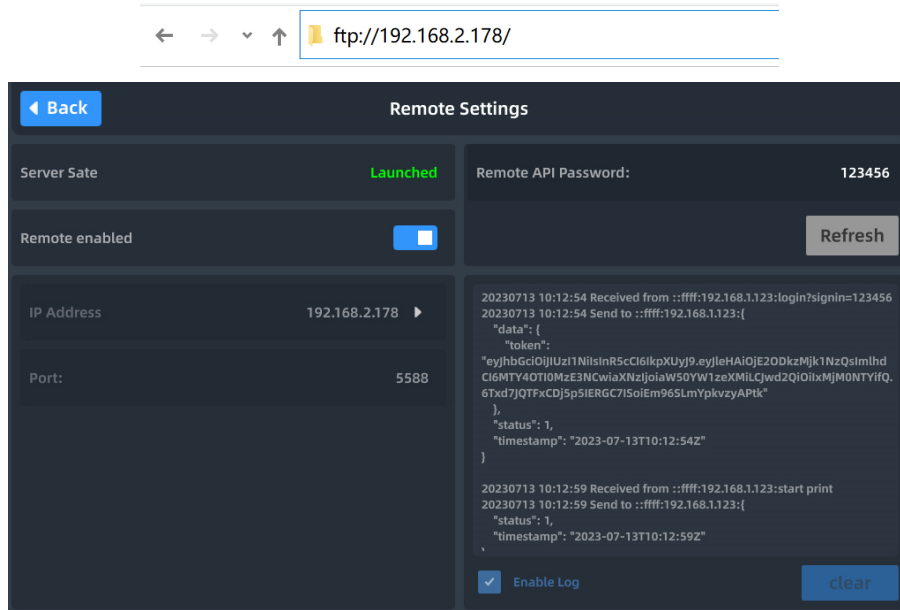 ftp://192.168.2.178/
Back
Remote Settings
Server Sate
Launched
Remote API Password:
123456
Remote enabled
Refresh
IP Address
192.168.2.178
Port:
5588
20230713 10:12:54 Received from ::ffff:192.168.1.123:login?signin=123456
20230713 10:12:54 Send to ::ffff:192.168.1.123:{
"data": {
"token":
"eyJhbGciOiJIUzI1NiIsInR5cCI6IkpXUyJ9.eyJleHAiOjE2ODkzMjk1NzQsImlhd
CI6MTY4OTI0MzE3NCwiaXNzIjoiaW50YW1zeXMiLCJwd2QiOiIxMjM0NTYifQ.
6Txd7JQTFxCDj5p5IERGC7ISoiEm96SLmYpkvzyAPtk"
},
"status": 1,
"timestamp": "2023-07-13T10:12:54Z"
}
20230713 10:12:59 Received from ::ffff:192.168.1.123:start print
20230713 10:12:59 Send to ::ffff:192.168.1.123:{
"status": 1,
"timestamp": "2023-07-13T10:12:59Z"
Enable Log
clear